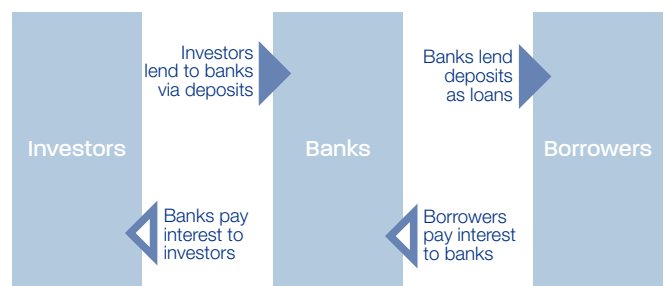 Investors
Investors
lend to banks
via deposits
Banks pay
interest to
investors
Banks
Banks lend
deposits
as loans
Borrowers
pay interest
to banks
Borrowers